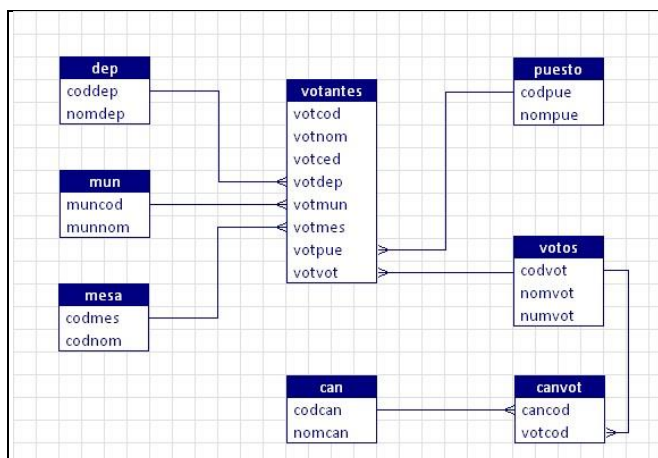 dep
coddep
nomdep
mun
muncod
munnom
mesa
codmes
codnom
votantes
votcod
votnom
votced
votdep
votmun
votmes
votpue
votvot
puesto
codpue
nompue
votos
codvot
nomvot
numvot
can
codcan
nomcan
canvot
cancod
votcod